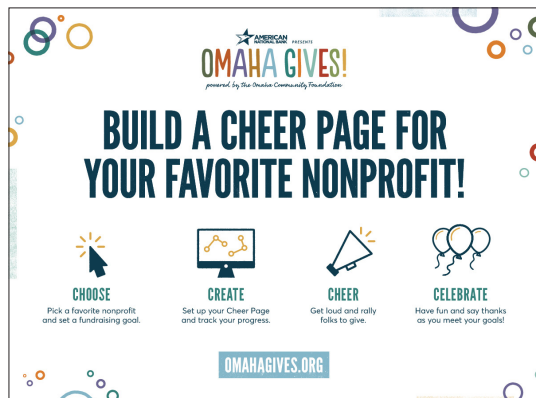 AMERICAN
NATIONAL BANK PRESENTS
OMAHA GIVES!
powered by the Omaha Community Foundation
BUILD A CHEER PAGE FOR
YOUR FAVORITE NONPROFIT!
CHOOSE
Pick a favorite nonprofit
and set a fundraising goal.
CREATE
Set up your Cheer Page
and track your progress.
CHEER
Get loud and rally
folks to give.
CELEBRATE
Have fun and say thanks
as you meet your goals!
OMAHAGIVES.ORG